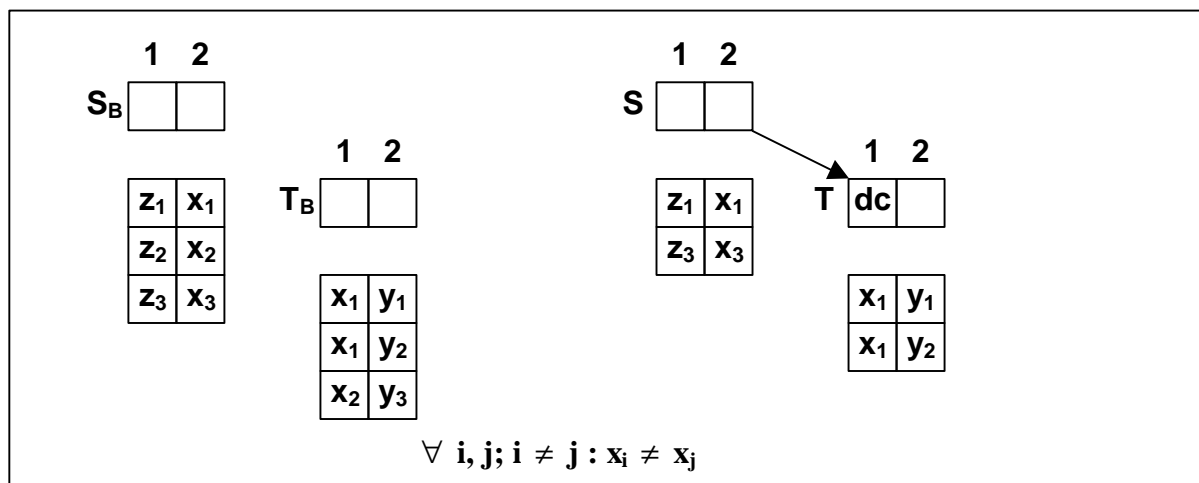 1 2
S_B
1 2
T_B
z₁ x₁
z₂ x₂
z₃ x₃
x₁ y₁
x₁ y₂
x₂ y₃
1 2
S
1 2
T dc
z₁ x₁
z₃ x₃
x₁ y₁
x₁ y₂
∀ i, j; i ≠ j : xᵢ ≠ xⱼ